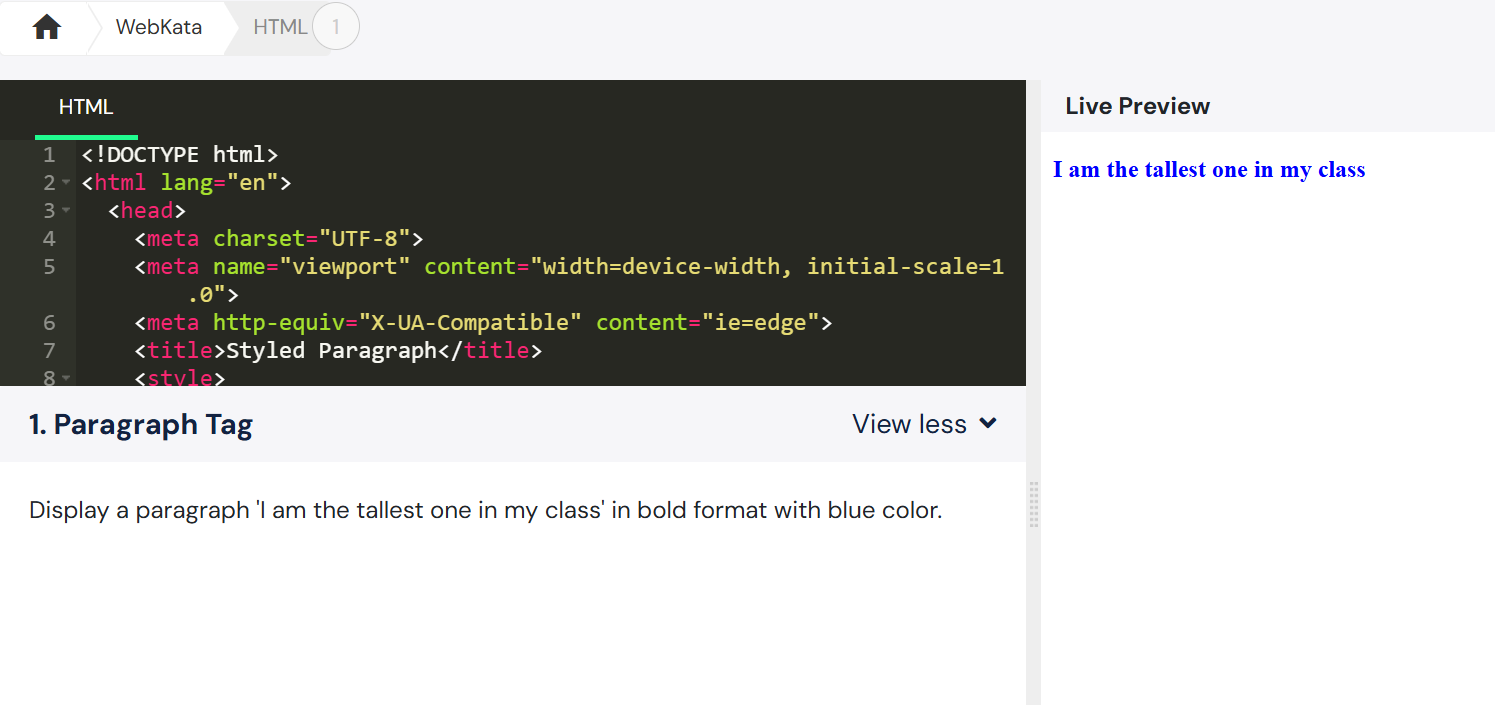 WebKata
HTML
1
HTML
1 <!DOCTYPE html>
2 <html lang="en">
3 <head>
4 <meta charset="UTF-8">
5 <meta name="viewport" content="width=device-width, initial-scale=1
.0">
6 <meta http-equiv="X-UA-Compatible" content="ie=edge">
7 <title>Styled Paragraph</title>
8 <style>
1. Paragraph Tag
View less
Display a paragraph 'I am the tallest one in my class' in bold format with blue color.
Live Preview
I am the tallest one in my class